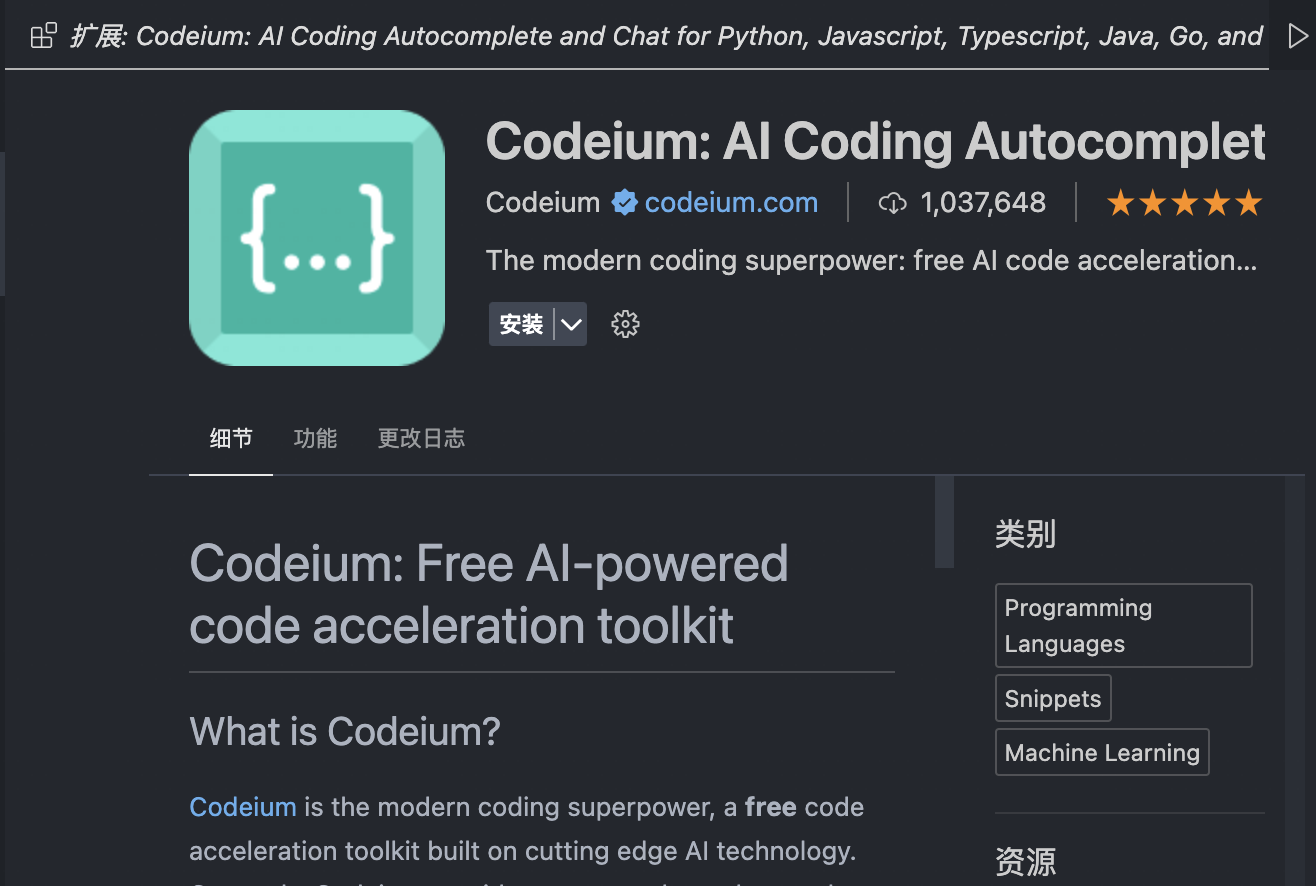 扩展: Codeium: AI Coding Autocomplete and Chat for Python, Javascript, Typescript, Java, Go, and
{...}
Codeium: AI Coding Autocomplet
Codeium codeium.com 1,037,648 ★★★★★
The modern coding superpower: free AI code acceleration...
安装
细节 功能 更改日志
Codeium: Free AI-powered
code acceleration toolkit
What is Codeium?
Codeium is the modern coding superpower, a free code
acceleration toolkit built on cutting edge AI technology.
类别
Programming
Languages
Snippets
Machine Learning
资源